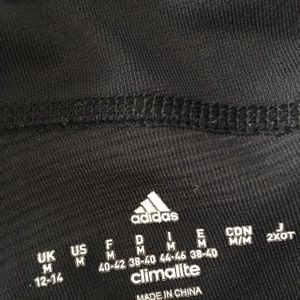 adidas
UK US F D I E CDN J
M M M M M M M/M 2XOT
12-14 40-42 38-40 44-46 38-40
climalite
MADE IN CHINA